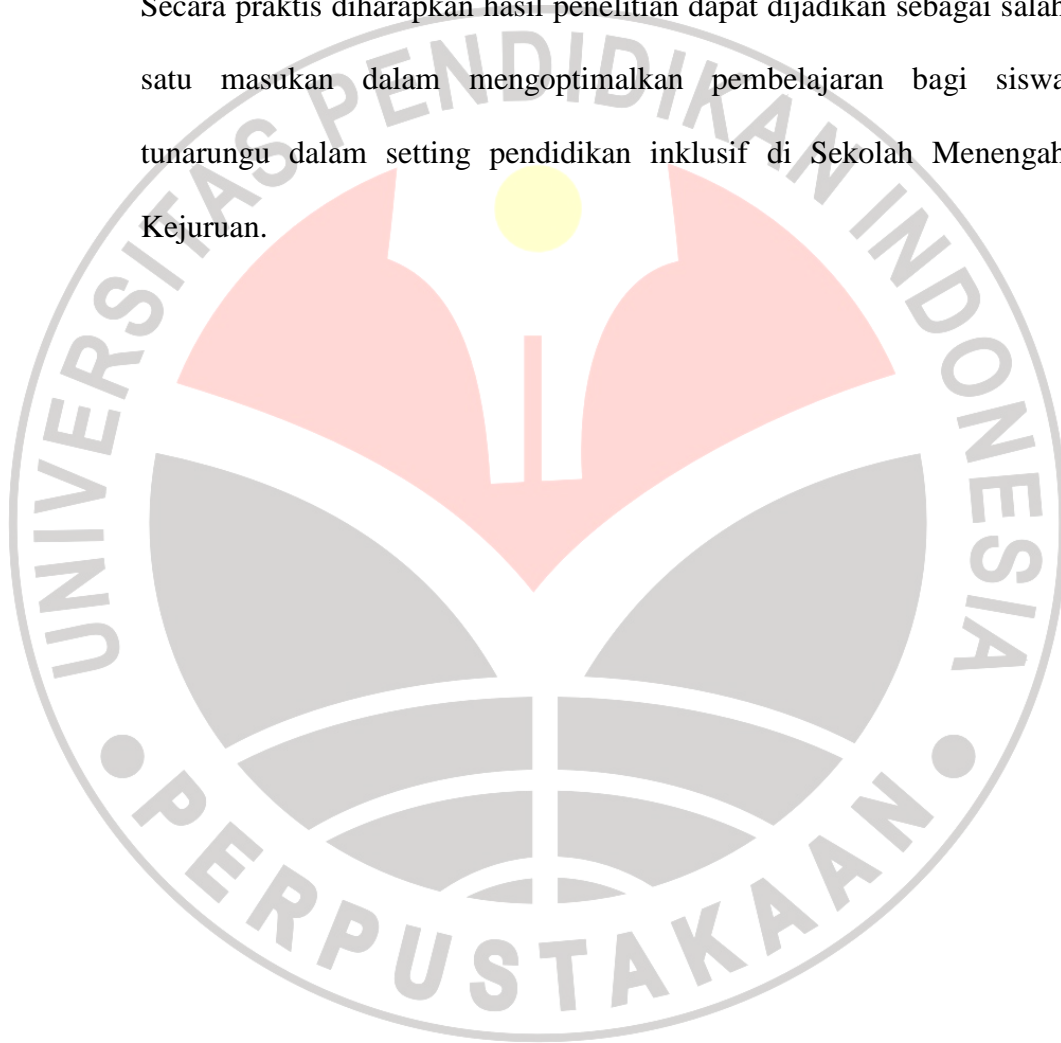 Secara praktis diharapkan hasil penelitian dapat dijadikan sebagai salah
satu masukan dalam mengoptimalkan pembelajaran bagi siswa
tunarungu dalam setting pendidikan inklusif di Sekolah Menengah
Kejuruan.
UNIVERSITAS PENDIDIKAN INDONESIA
PERPUSTAKAAN